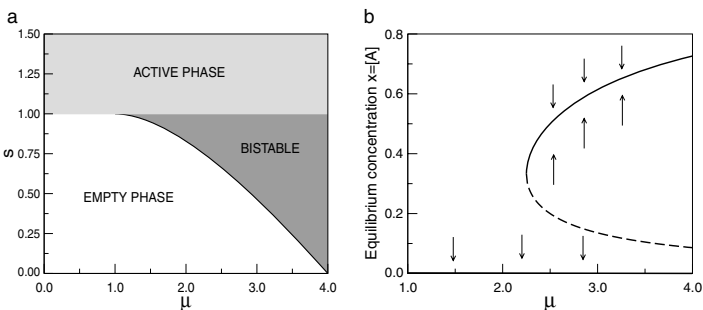 a
1.50
1.25
1.00
0.75
0.50
0.25
0.00
s
ACTIVE PHASE
BISTABLE
EMPTY PHASE
0.0 1.0 2.0 3.0 4.0
μ
b
0.8
0.6
0.4
0.2
0.0
Equilibrium concentration x=[A]
1.0 2.0 3.0 4.0
μ